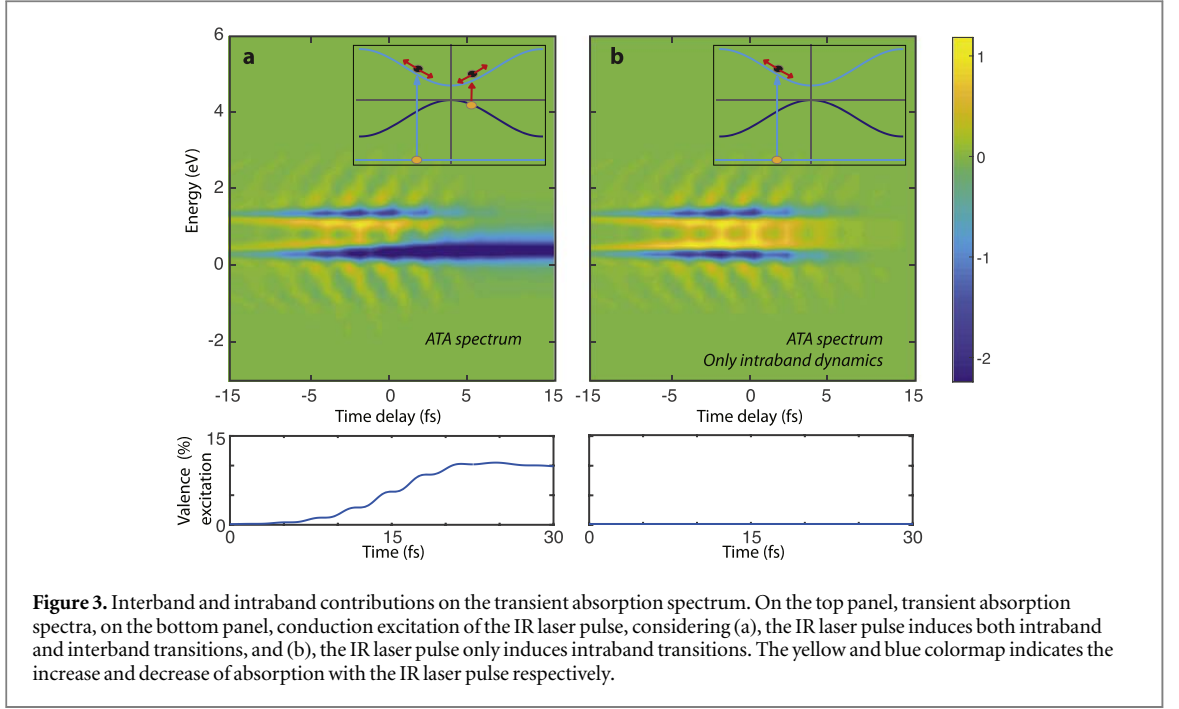 a
b
6
4
2
0
-2
Energy (eV)
ATA spectrum
ATA spectrum
Only intraband dynamics
-15
-5
0
5
15
Time delay (fs)
-15
-5
0
5
15
Time delay (fs)
1
0
-1
-2
Valence (%)
excitation
15
0
0
15
30
Time (fs)
0
15
30
Time (fs)
Figure 3. Interband and intraband contributions on the transient absorption spectrum. On the top panel, transient absorption
spectra, on the bottom panel, conduction excitation of the IR laser pulse, considering (a), the IR laser pulse induces both intraband
and interband transitions, and (b), the IR laser pulse only induces intraband transitions. The yellow and blue colormap indicates the
increase and decrease of absorption with the IR laser pulse respectively.